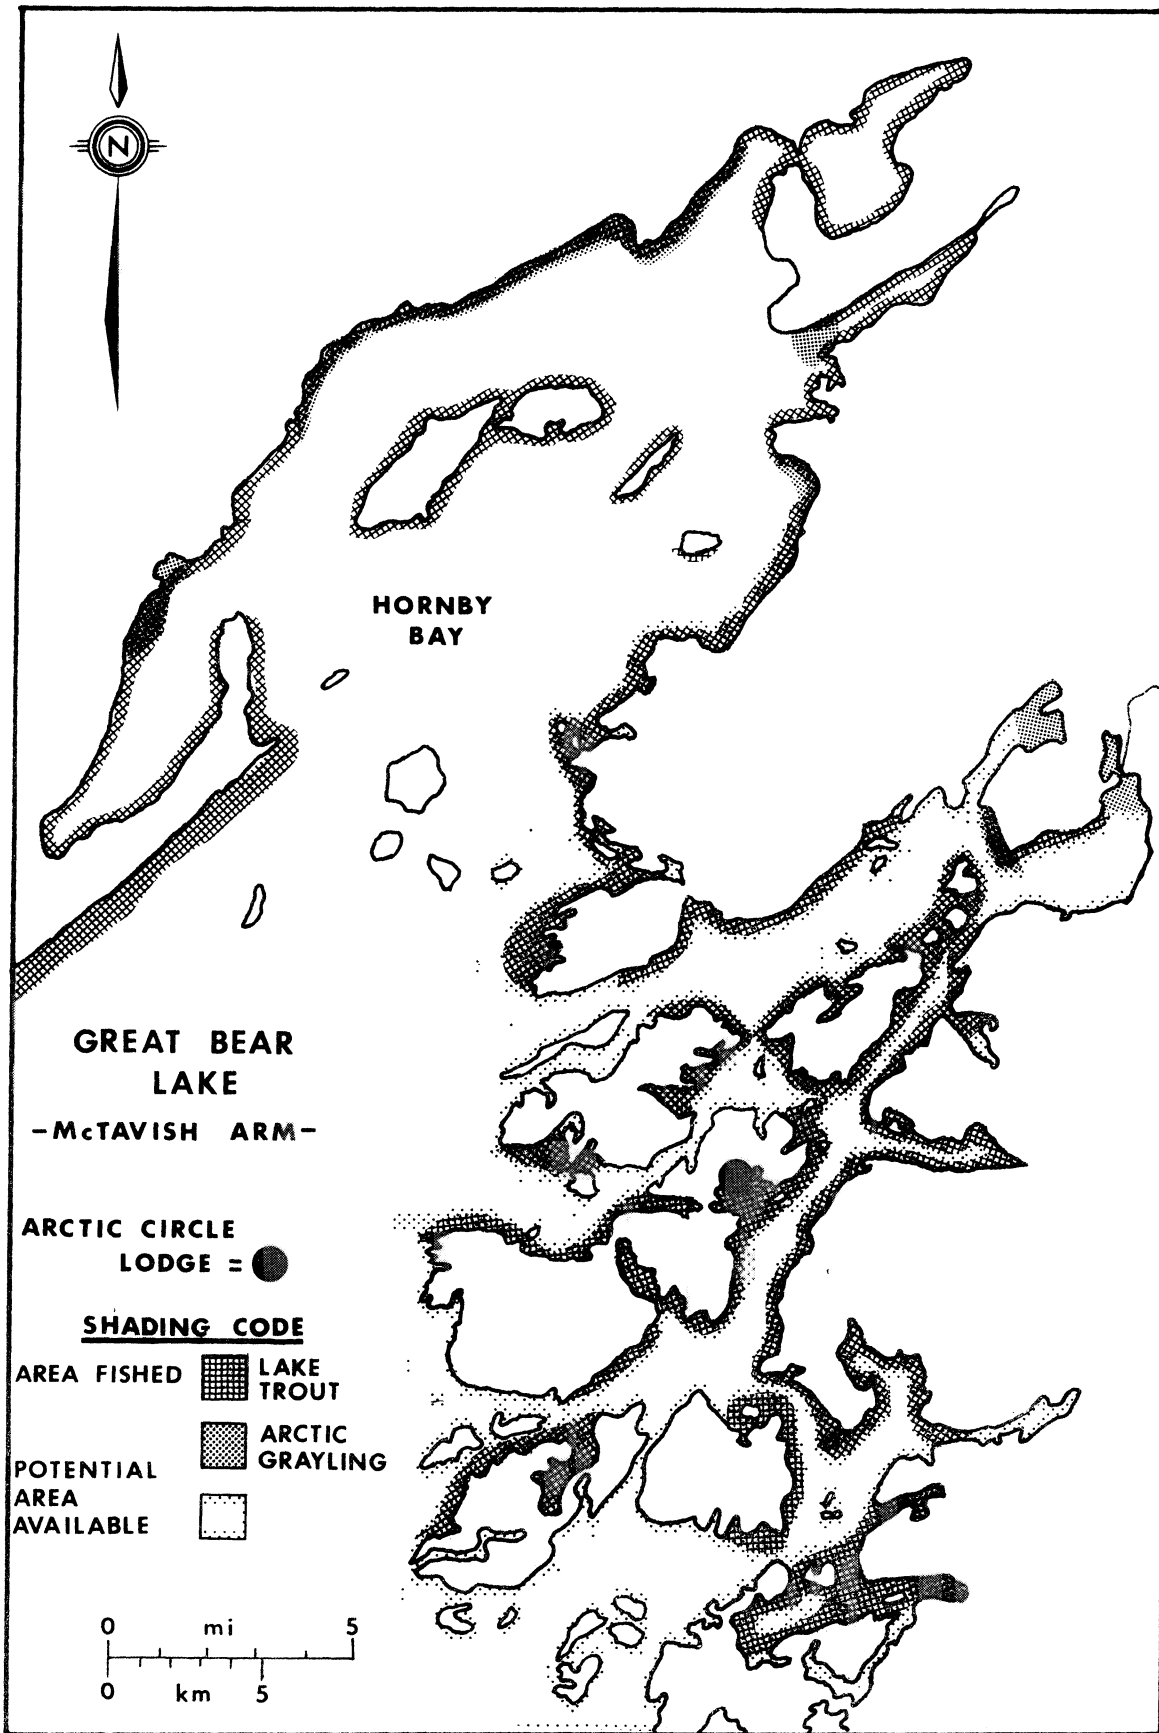 N
HORNBY
BAY
GREAT BEAR
LAKE
-McTAVISH ARM-
ARCTIC CIRCLE
LODGE =
SHADING CODE
AREA FISHED
LAKE
TROUT
ARCTIC
GRAYLING
POTENTIAL
AREA
AVAILABLE
0 mi 5
0 km 5